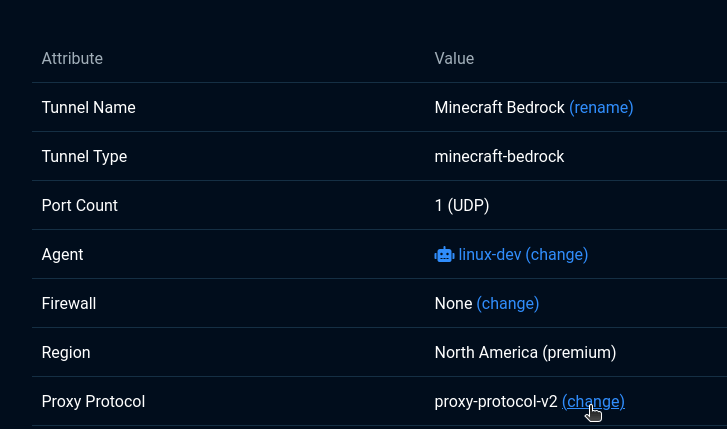 Attribute Value
Tunnel Name Minecraft Bedrock (rename)
Tunnel Type minecraft-bedrock
Port Count 1 (UDP)
Agent linux-dev (change)
Firewall None (change)
Region North America (premium)
Proxy Protocol proxy-protocol-v2 (change)